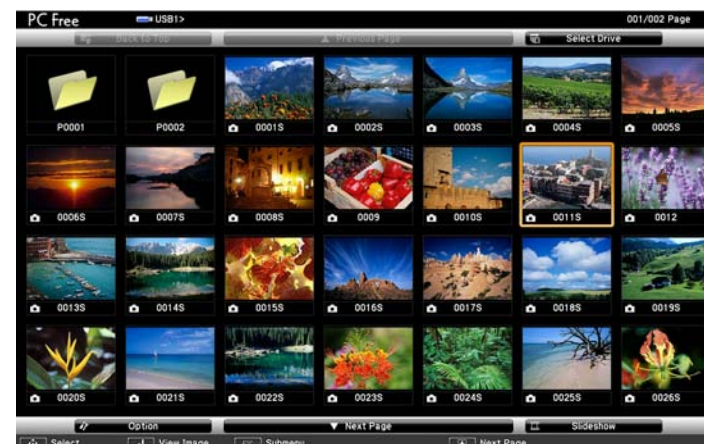 PC Free USB1> 001/002 Page
Back to Top ▲ Previous Page Select Drive
P0001 P0002 0001S 0002S 0003S 0004S 0005S
0006S 0007S 0008S 0009 0010S 0011S 0012
0013S 0014S 0015S 0016S 0017S 0018S 0019S
0020S 0021S 0022S 0023S 0024S 0025S 0026S
Option ▼ Next Page Slideshow
Select View Image ESC Submenu Next Page